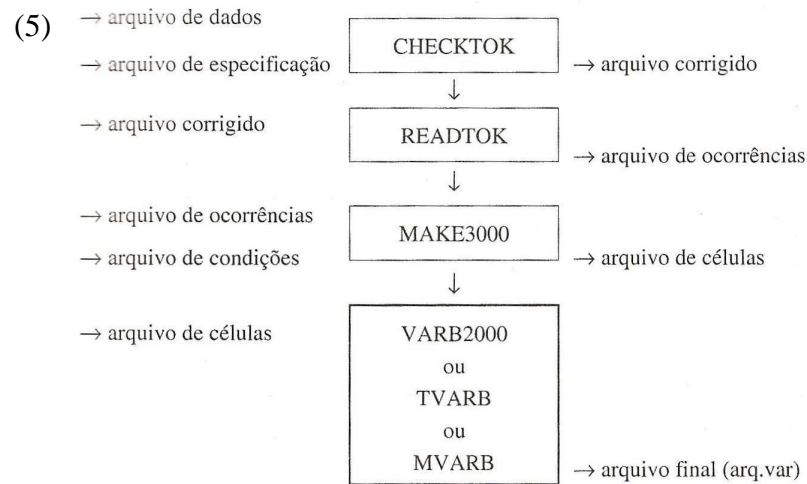 (5)
→ arquivo de dados
CHECKTOK
→ arquivo de especificação
→ arquivo corrigido
↓
→ arquivo corrigido
READTOK
→ arquivo de ocorrências
↓
→ arquivo de ocorrências
MAKE3000
→ arquivo de condições
→ arquivo de células
↓
→ arquivo de células
VARB2000
ou
TVARB
ou
MVARB
→ arquivo final (arq.var)